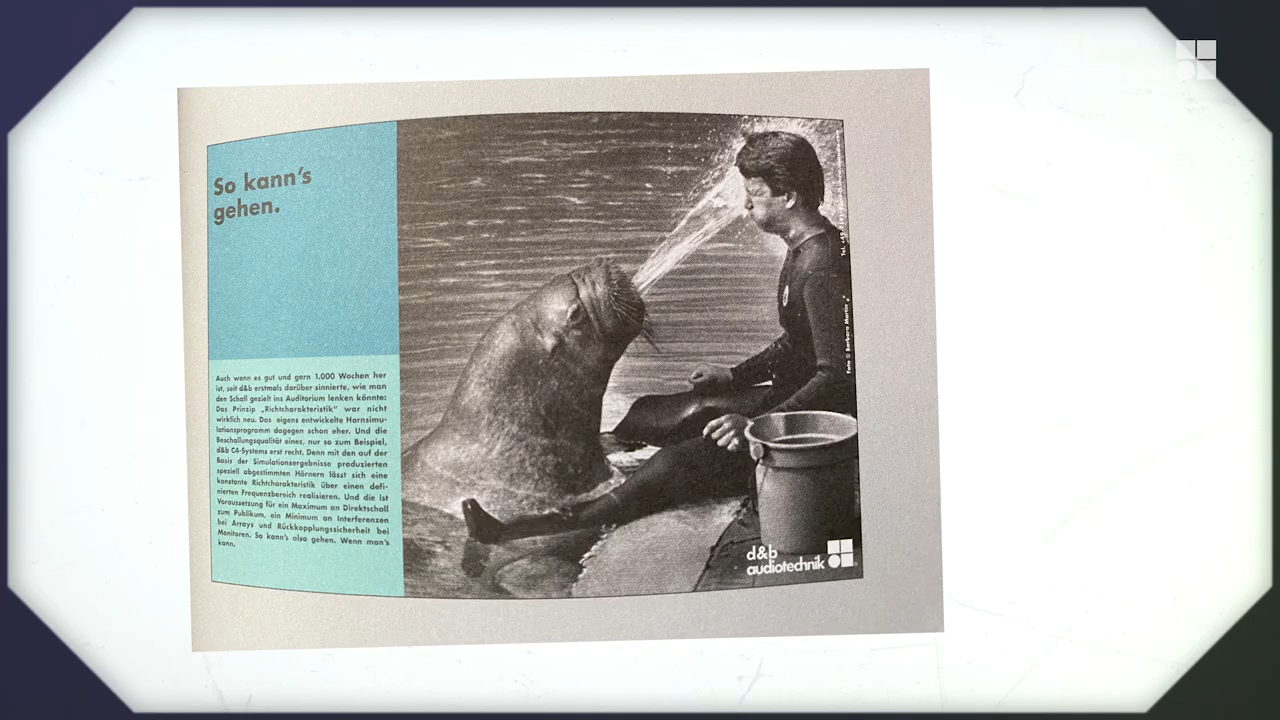 So kann's
gehen.
Auch wenn es gut und gern 1.000 Wochen her
ist, seit d&b erstmals darüber sinnierte, wie man
den Schall gezielt ins Auditorium lenken könnte:
Das Prinzip „Richtcharakteristik" war nicht
wirklich neu. Das eigens entwickelte Hornsimu-
lationsprogramm dagegen schon eher. Und die
Beschallungsqualität eines, nur so zum Beispiel,
d&b C4-Systems erst recht. Denn mit den auf der
Basis der Simulationsergebnisse produzierten
speziell abgestimmten Hörnern lässt sich eine
konstante Richtcharakteristik über einen defi-
nierten Frequenzbereich realisieren. Und die ist
Voraussetzung für ein Maximum an Direktschall
zum Publikum, ein Minimum an Interferenzen
bei Arrays und Rückkopplungssicherheit bei
Monitoren. So kann's also gehen. Wenn man's
kann.
Foto © Barbara Martin
Tel.
d&b
audiotechnik